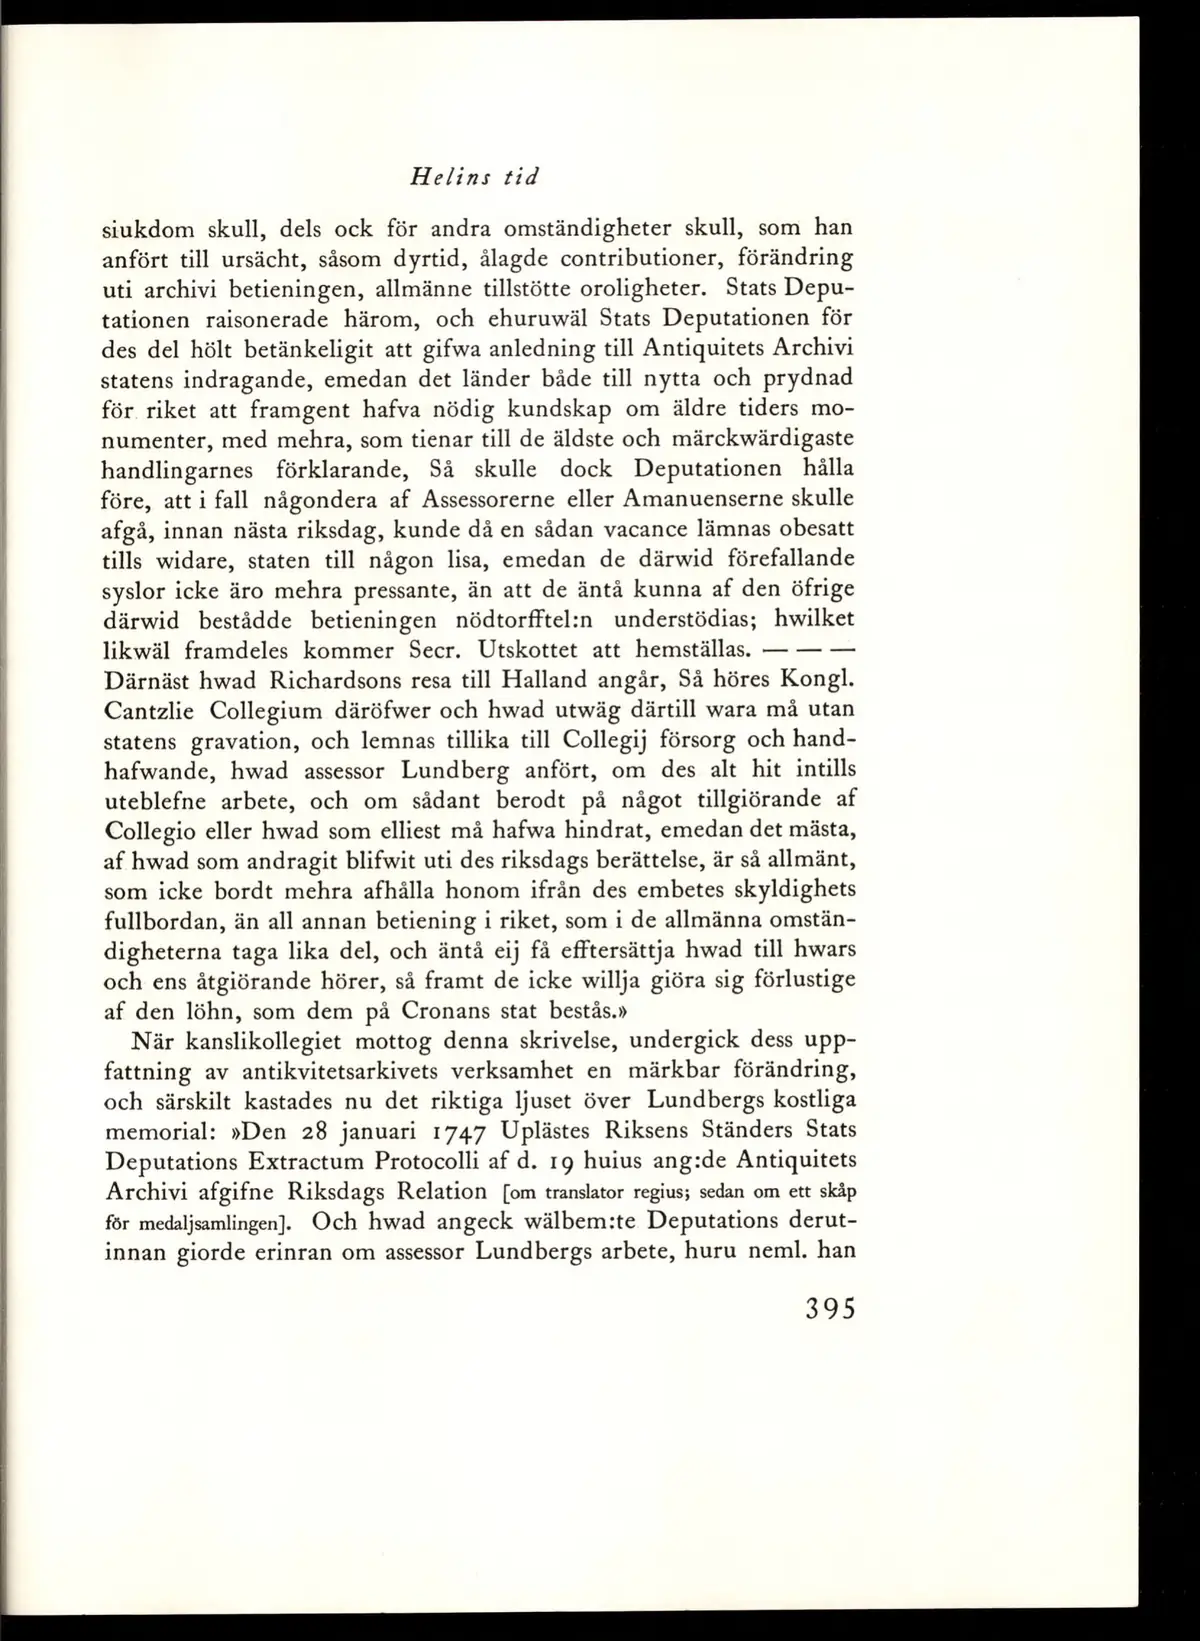 Helins tid
siukdom skull, dels ock för andra omständigheter skull, som han
anfört till ursächt, såsom dyrtid, ålagde contributioner, förändring
uti archivi betieningen, allmänne tillstötte oroligheter. Stats Depu-
tationen raisonerade härom, och ehuruwäl Stats Deputationen för
des del hölt betänkeligit att gifwa anledning till Antiquitets Archivi
statens indragande, emedan det länder både till nytta och prydnad
för riket att framgent hafva nödig kundskap om äldre tiders mo-
numenter, med mehra, som tienar till de äldste och märckwärdigaste
handlingarnes förklarande, Så skulle dock Deputationen hålla
före, att i fall någondera af Assessorerne eller Amanuenserne skulle
afgå, innan nästa riksdag, kunde då en sådan vacance lämnas obesatt
tills widare, staten till någon lisa, emedan de därwid förefallande
syslor icke äro mehra pressante, än att de äntå kunna af den öfrige
därwid bestådde betieningen nödtorfftel:n understödias; hwilket
likwäl framdeles kommer Secr. Utskottet att hemställas. — — —
Därnäst hwad Richardsons resa till Halland angår, Så höres Kongl.
Cantzlie Collegium däröfwer och hwad utwäg därtill wara må utan
statens gravation, och lemnas tillika till Collegij försorg och hand-
hafwande, hwad assessor Lundberg anfört, om des alt hit intills
uteblefne arbete, och om sådant berodt på något tillgiörande af
Collegio eller hwad som elliest må hafwa hindrat, emedan det mästa,
af hwad som andragit blifwit uti des riksdags berättelse, är så allmänt,
som icke bordt mehra afhålla honom ifrån des embetes skyldighets
fullbordan, än all annan betiening i riket, som i de allmänna omstän-
digheterna taga lika del, och äntå eij få efftersättja hwad till hwars
och ens åtgiörande hörer, så framt de icke willja giöra sig förlustige
af den löhn, som dem på Cronans stat bestås.»
När kanslikollegiet mottog denna skrivelse, undergick dess upp-
fattning av antikvitetsarkivets verksamhet en märkbar förändring,
och särskilt kastades nu det riktiga ljuset över Lundbergs kostliga
memorial: »Den 28 januari 1747 Uplästes Riksens Ständers Stats
Deputations Extractum Protocolli af d. 19 huius ang:de Antiquitets
Archivi afgifne Riksdags Relation [om translator regius; sedan om ett skåp
för medaljsamlingen]. Och hwad angeck wälbem:te Deputations derut-
innan giorde erinran om assessor Lundbergs arbete, huru neml. han
395